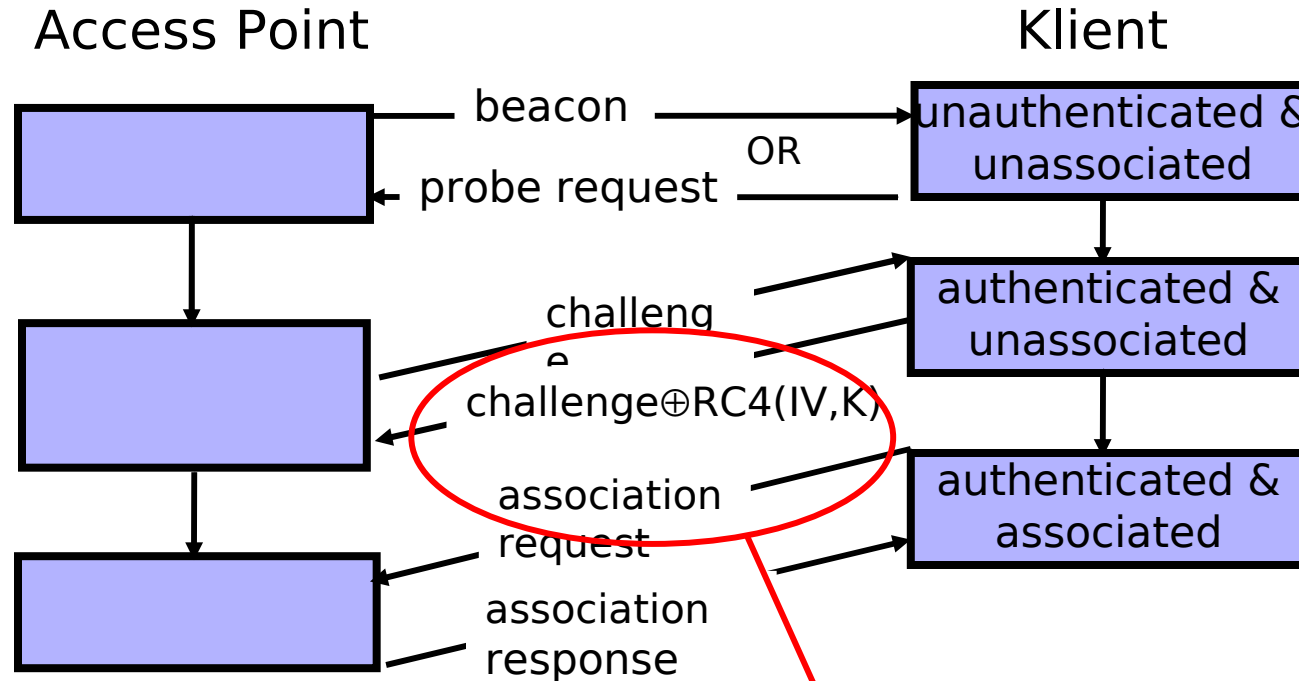 Access Point
Klient
beacon
unauthenticated &
unassociated
OR
probe request
authenticated &
unassociated
challeng
e
challenge⊕RC4(IV,K)
authenticated &
associated
association
request
association
response